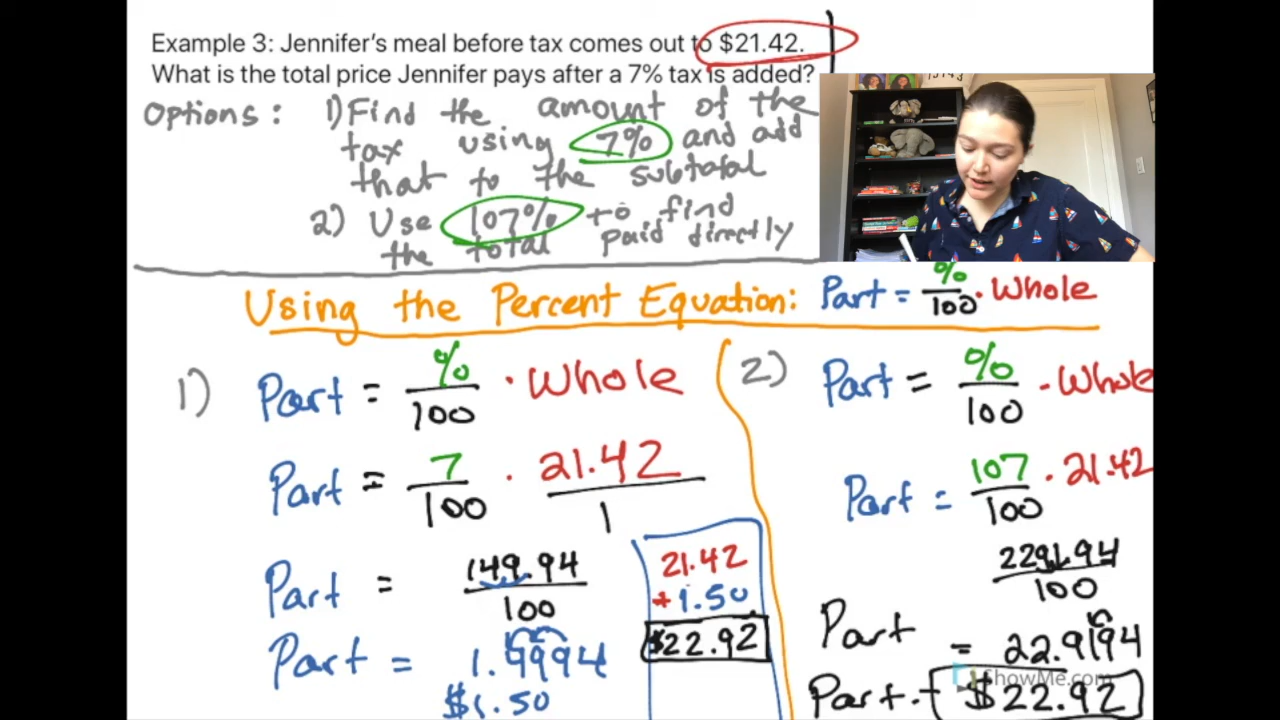 Example 3: Jennifer's meal before tax comes out to $21.42.
What is the total price Jennifer pays after a 7% tax is added?
Options: 1) Find the amount of the
tax using 7% and add
that to the subtotal
2) Use 107% to find
the total paid directly
Using the Percent Equation: Part = %/100 · Whole
1) Part = %/100 · Whole
Part = 7/100 · 21.42/1
Part = 149.94/100
Part = 1.4994
$1.50
21.42
+ 1.50
$22.92
2) Part = %/100 · Whole
Part = 107/100 · 21.42
2291.94/100
Part = 22.9194
Part = $22.92
ShowMe.com